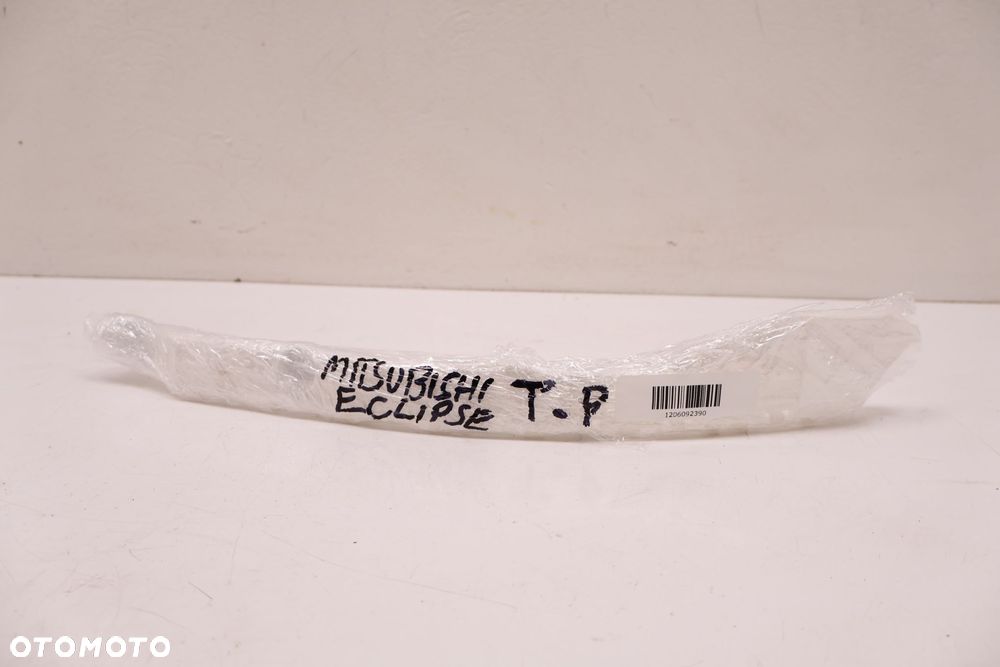 MITSUBISHI
ECLIPSE
T.P
1206092390
OTOMOTO